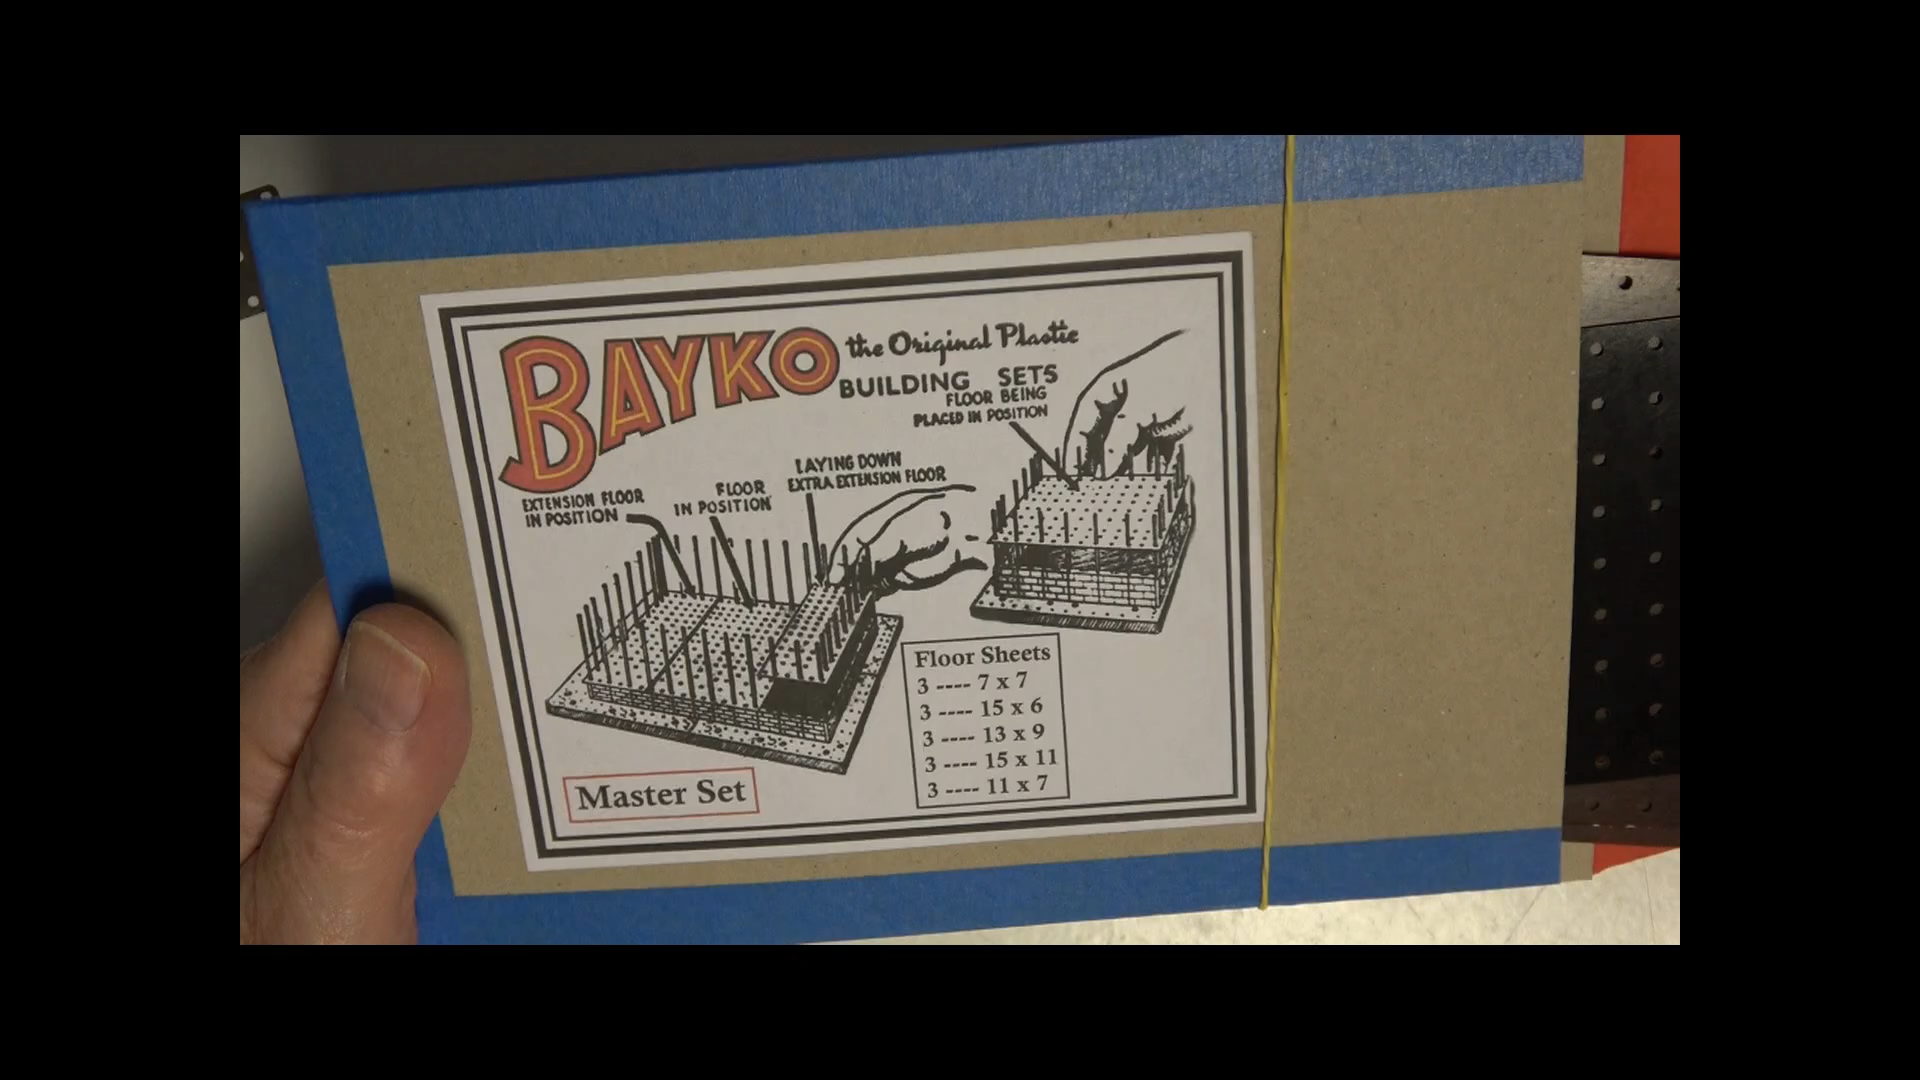 BAYKO the Original Plastic
BUILDING SETS
FLOOR BEING
PLACED IN POSITION
LAYING DOWN
EXTRA EXTENSION FLOOR
FLOOR
IN POSITION
EXTENSION FLOOR
IN POSITION
Floor Sheets
3 ---- 7 x 7
3 ---- 15 x 6
3 ---- 13 x 9
3 ---- 15 x 11
3 ---- 11 x 7
Master Set